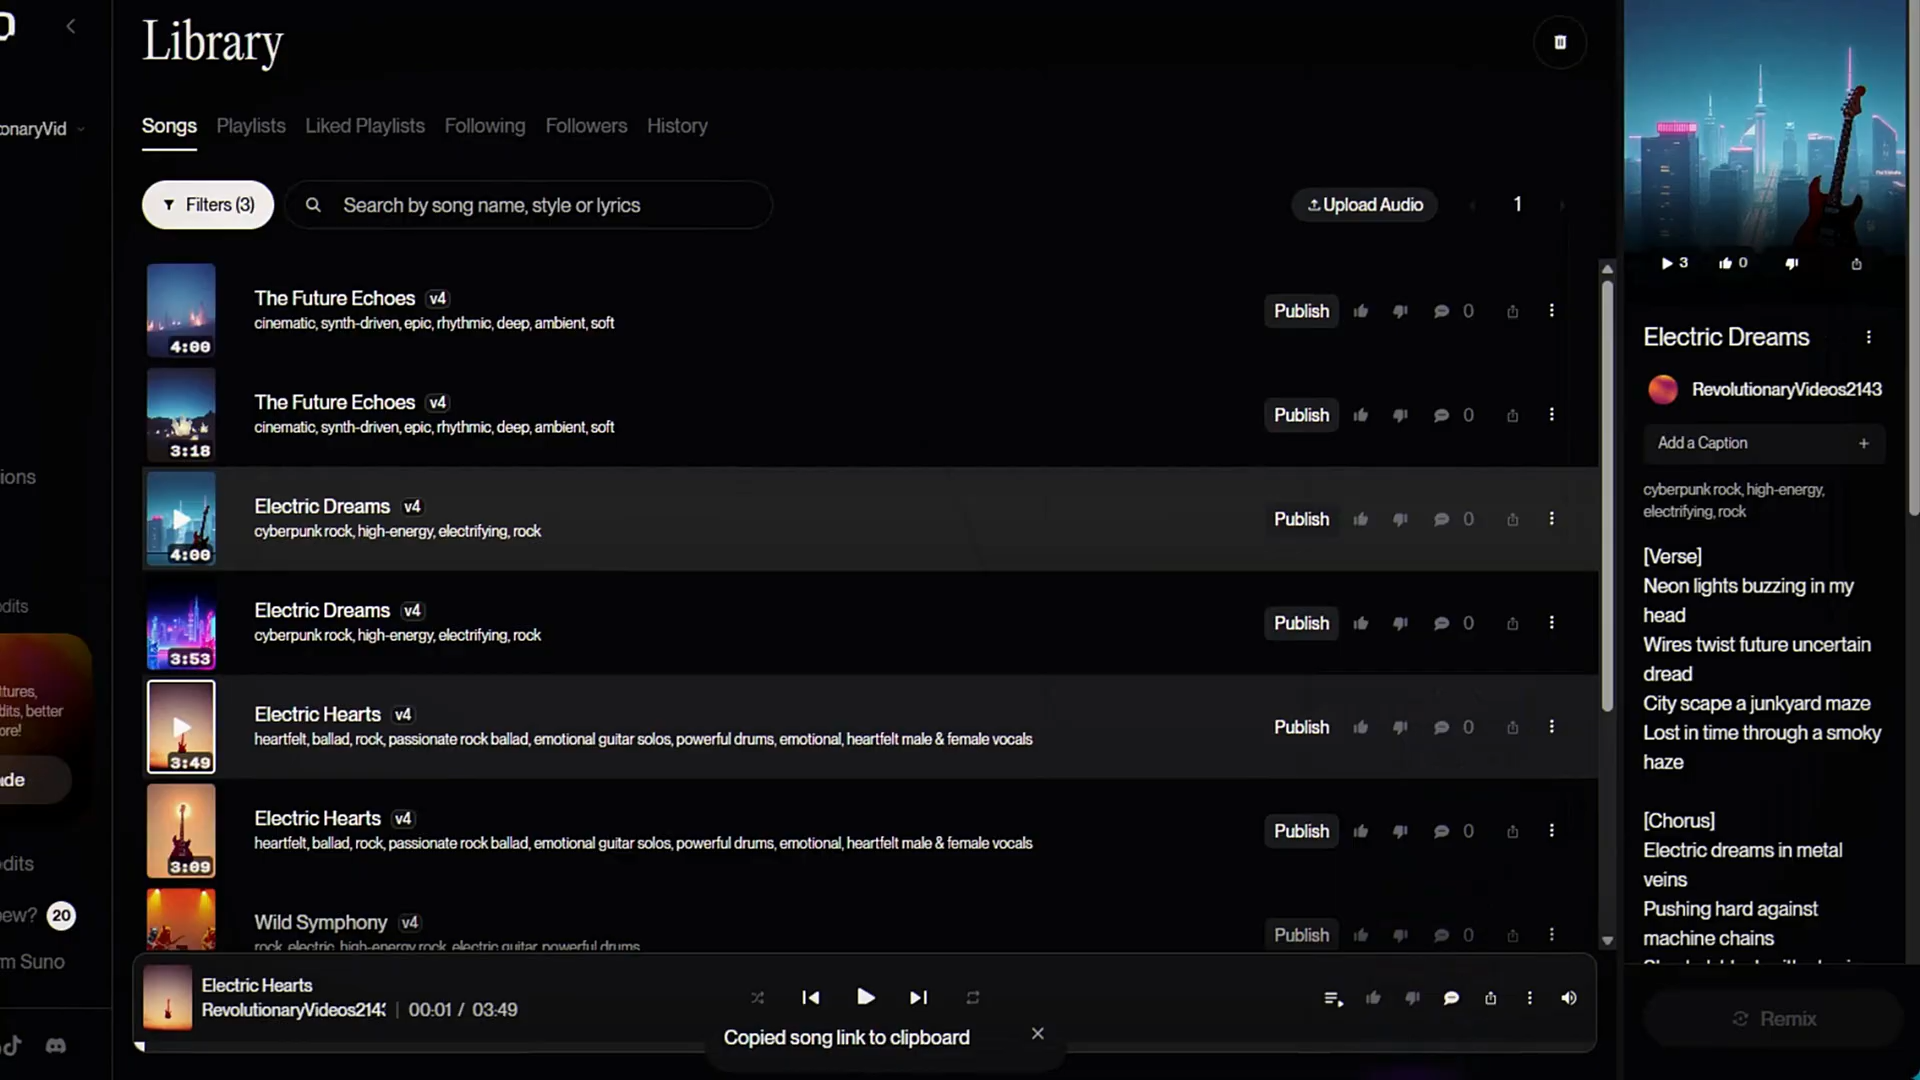 Library
onaryVid
Songs Playlists Liked Playlists Following Followers History
Filters (3)
Search by song name, style or lyrics
Upload Audio
1
The Future Echoes v4
cinematic, synth-driven, epic, rhythmic, deep, ambient, soft
4:00
Publish 0
The Future Echoes v4
cinematic, synth-driven, epic, rhythmic, deep, ambient, soft
3:18
Publish 0
Electric Dreams v4
cyberpunk rock, high-energy, electrifying, rock
4:00
Publish 0
Electric Dreams v4
cyberpunk rock, high-energy, electrifying, rock
3:53
Publish 0
Electric Hearts v4
heartfelt, ballad, rock, passionate rock ballad, emotional guitar solos, powerful drums, emotional, heartfelt male & female vocals
3:49
Publish 0
Electric Hearts v4
heartfelt, ballad, rock, passionate rock ballad, emotional guitar solos, powerful drums, emotional, heartfelt male & female vocals
3:09
Publish 0
Wild Symphony v4
rock, electric, high-energy rock, electric guitar, powerful drums
Publish 0
ions
dits
tures,
dits, better
ore!
ide
dits
ew? 20
m Suno
3 0
Electric Dreams
RevolutionaryVideos2143
Add a Caption +
cyberpunk rock, high-energy,
electrifying, rock
[Verse]
Neon lights buzzing in my
head
Wires twist future uncertain
dread
City scape a junkyard maze
Lost in time through a smoky
haze
[Chorus]
Electric dreams in metal
veins
Pushing hard against
machine chains
Remix
Electric Hearts
RevolutionaryVideos214
00:01 / 03:49
Copied song link to clipboard